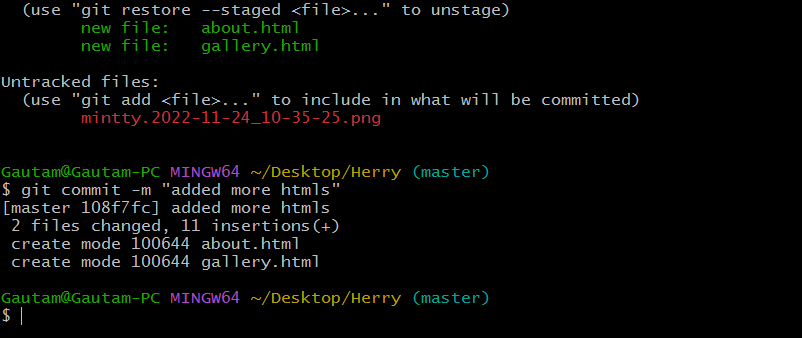 (use "git restore --staged <file>..." to unstage)
new file:   about.html
new file:   gallery.html
Untracked files:
(use "git add <file>..." to include in what will be committed)
mintty.2022-11-24_10-35-25.png
Gautam@Gautam-PC MINGW64 ~/Desktop/Herry (master)
$ git commit -m "added more htmls"
[master 108f7fc] added more htmls
2 files changed, 11 insertions(+)
create mode 100644 about.html
create mode 100644 gallery.html
Gautam@Gautam-PC MINGW64 ~/Desktop/Herry (master)
$